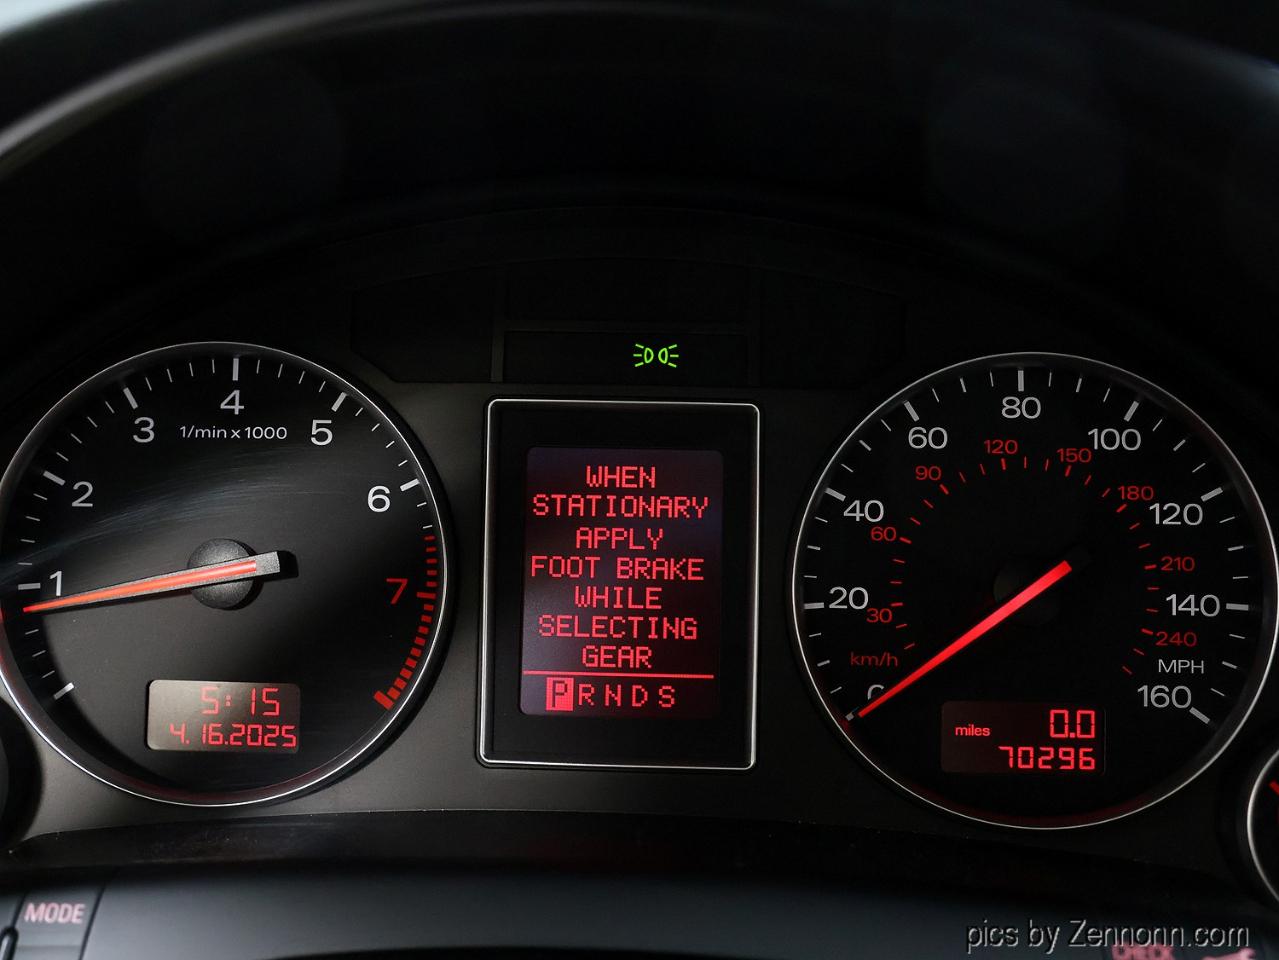 1
2
3
4
5
6
7
1/min x 1000
5:15
4.16.2025
WHEN
STATIONARY
APPLY
FOOT BRAKE
WHILE
SELECTING
GEAR
P R N D S
0
20
40
60
80
100
120
140
160
MPH
30
60
90
120
150
180
210
240
km/h
miles 0.0
70296
MODE
CHECK
pics by Zennonn.com